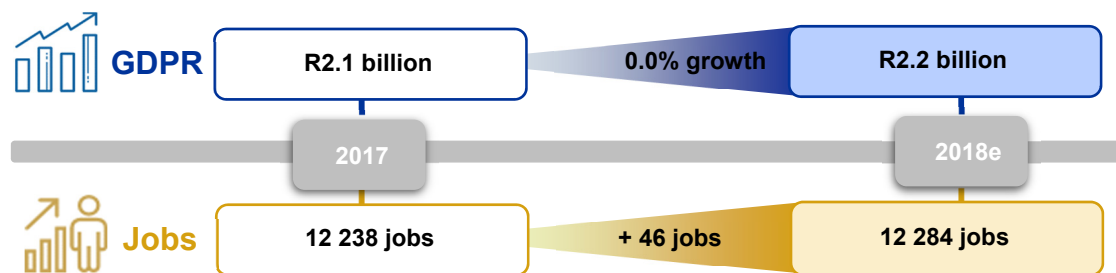 GDPR
R2.1 billion
0.0% growth
R2.2 billion
2017
2018e
Jobs
12 238 jobs
+ 46 jobs
12 284 jobs